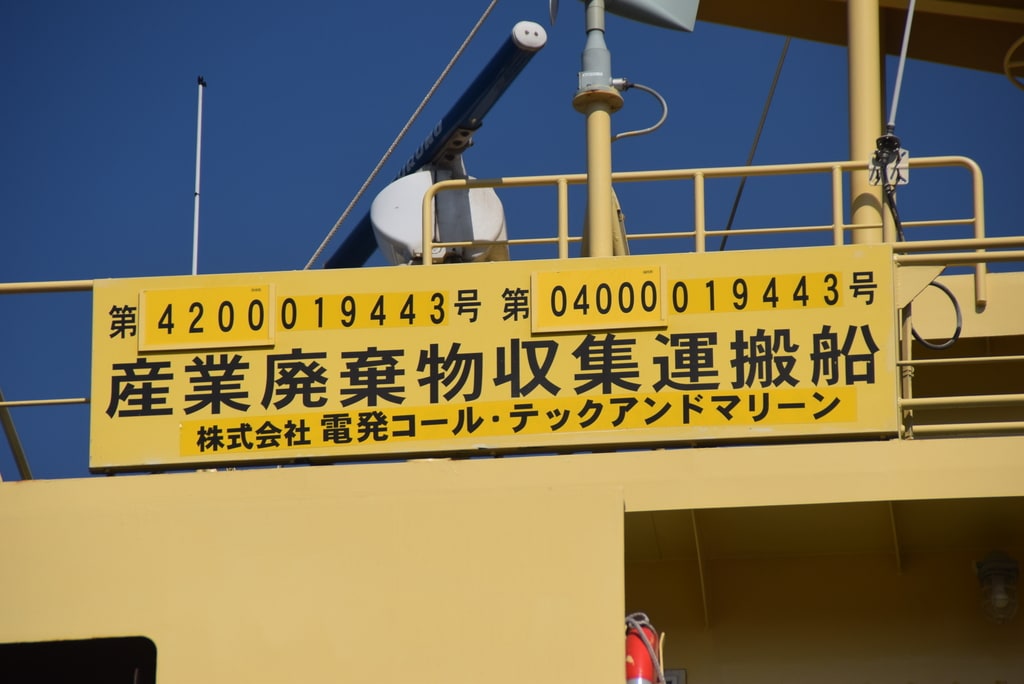 第4200019443号 第04000019443号
産業廃棄物収集運搬船
株式会社 電発コール・テックアンドマリーン